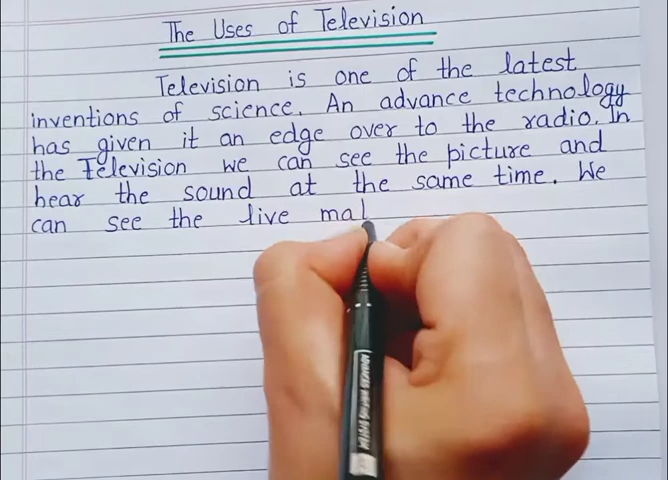 The Uses of Television
Television is one of the latest
inventions of science. An advance technology
has given it an edge over to the radio. In
the Television we can see the picture and
hear the sound at the same time. We
can see the live mal